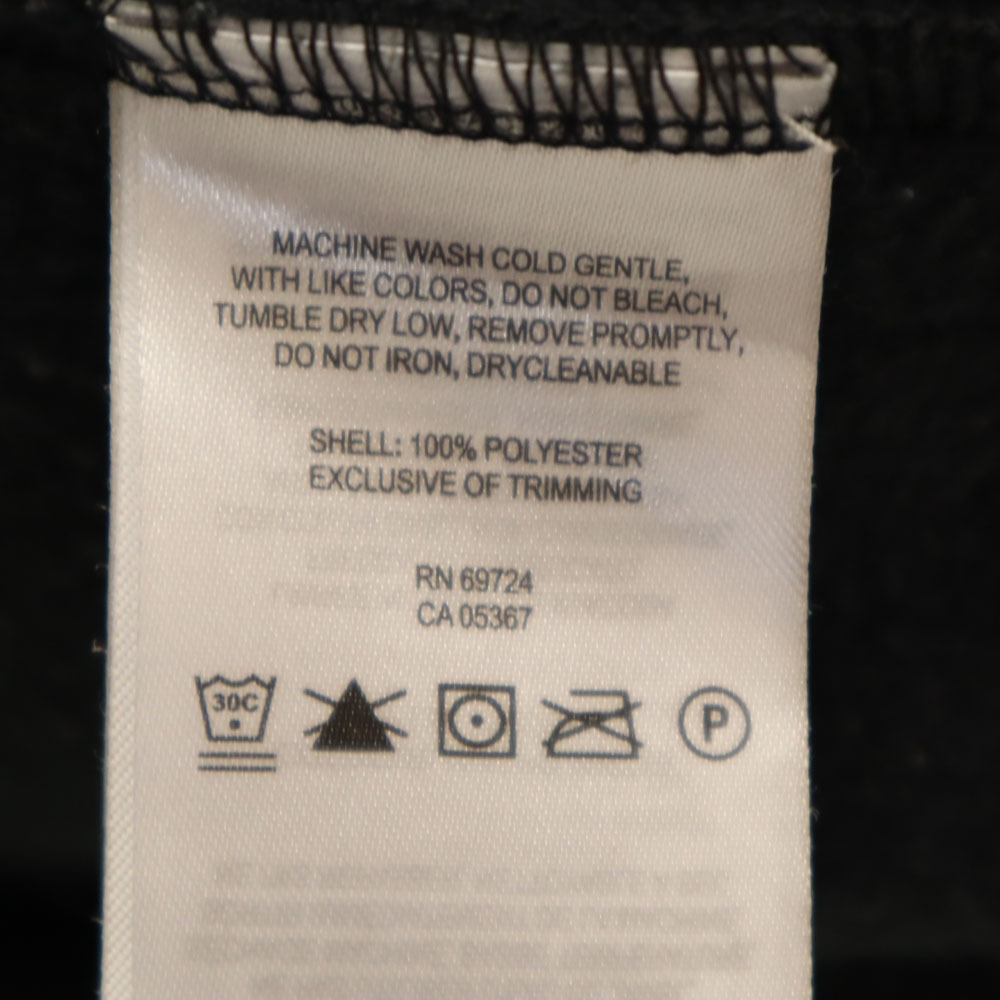 MACHINE WASH COLD GENTLE,
WITH LIKE COLORS, DO NOT BLEACH,
TUMBLE DRY LOW, REMOVE PROMPTLY,
DO NOT IRON, DRYCLEANABLE
SHELL: 100% POLYESTER
EXCLUSIVE OF TRIMMING
RN 69724
CA 05367
30C
P